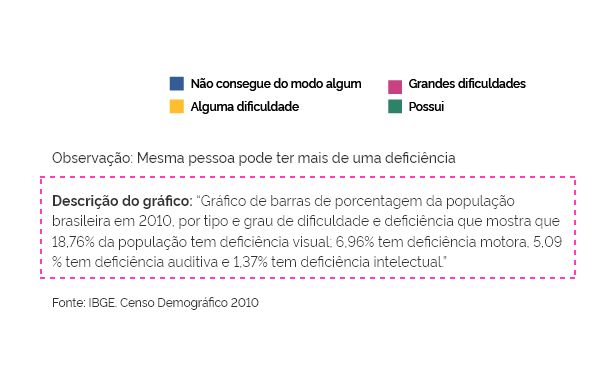 Não consegue do modo algum
Grandes dificuldades
Alguma dificuldade
Possui
Observação: Mesma pessoa pode ter mais de uma deficiência
Descrição do gráfico: “Gráfico de barras de porcentagem da população
brasileira em 2010, por tipo e grau de dificuldade e deficiência que mostra que
18,76% da população tem deficiência visual; 6,96% tem deficiência motora, 5,09
% tem deficiência auditiva e 1,37% tem deficiência intelectual.”
Fonte: IBGE. Censo Demográfico 2010